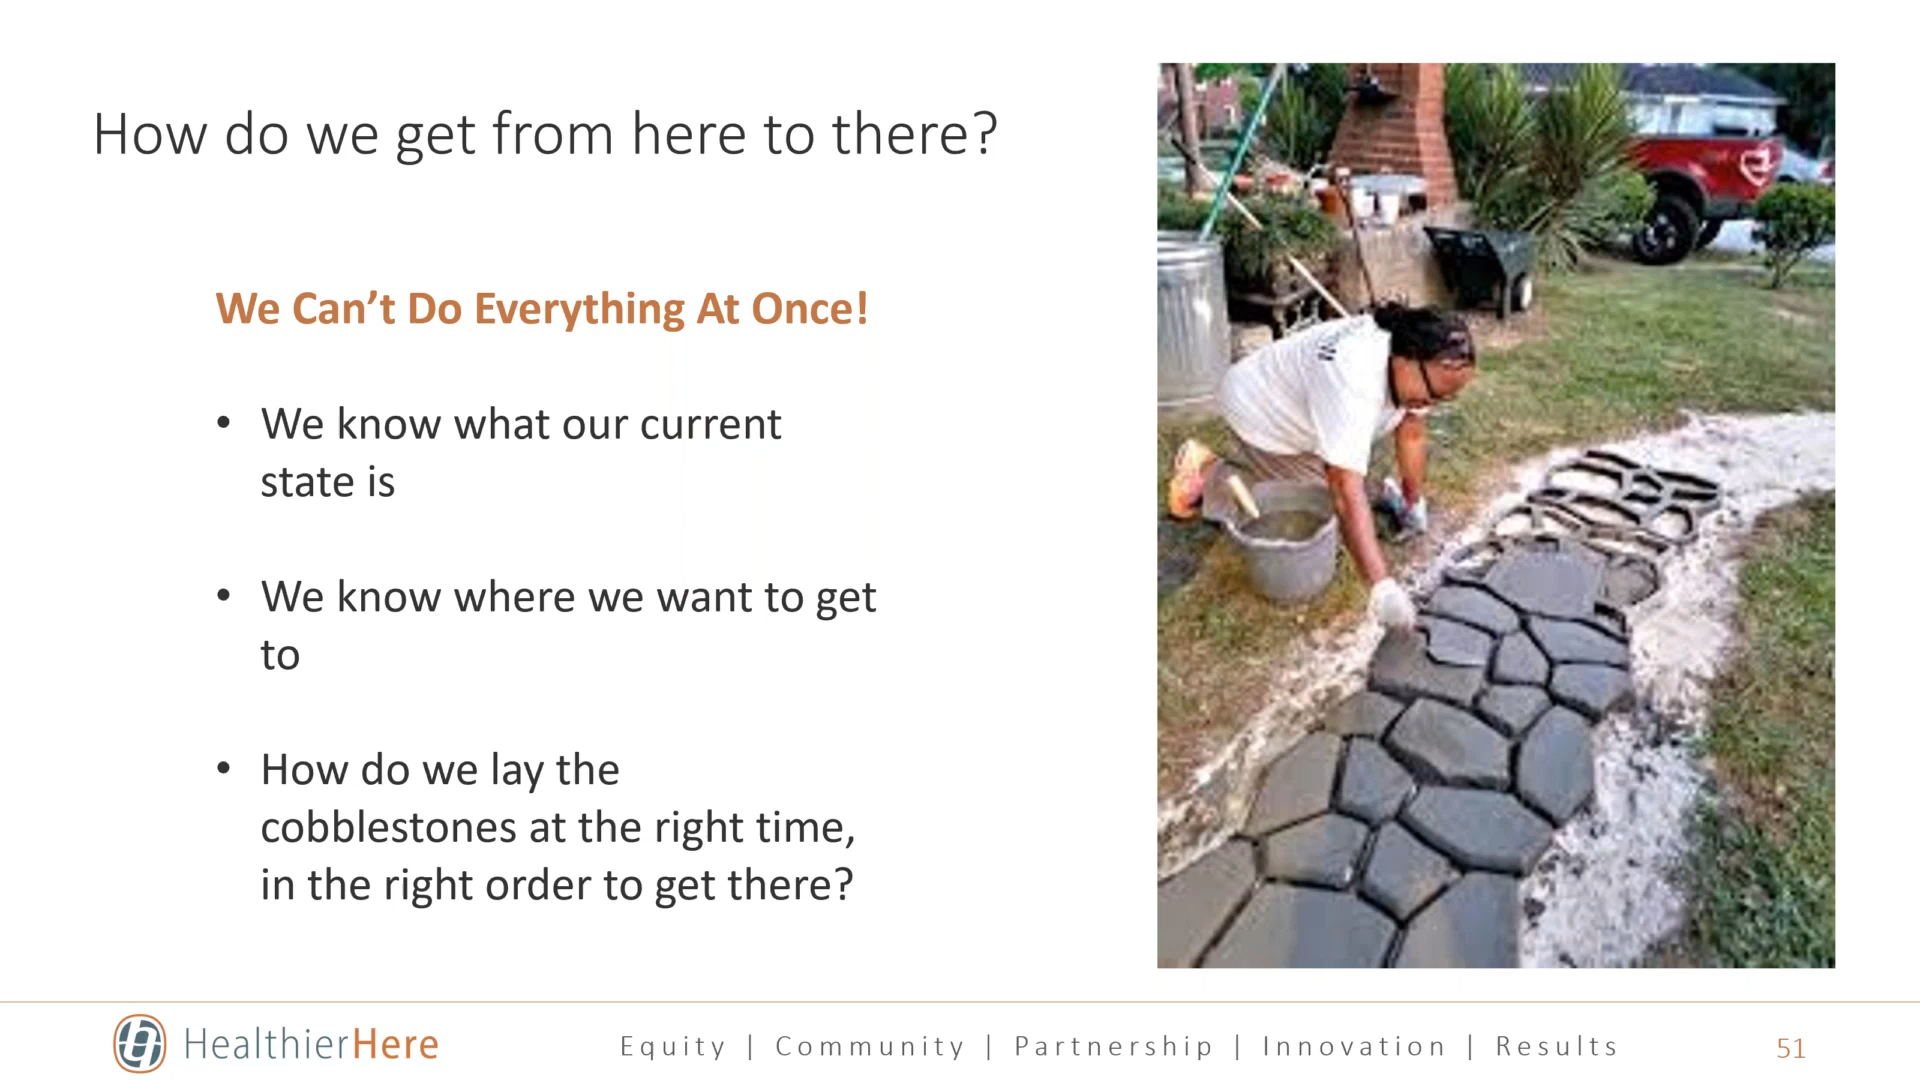 How do we get from here to there?
We Can’t Do Everything At Once!
• We know what our current
state is
• We know where we want to get
to
• How do we lay the
cobblestones at the right time,
in the right order to get there?
HealthierHere
Equity | Community | Partnership | Innovation | Results
51